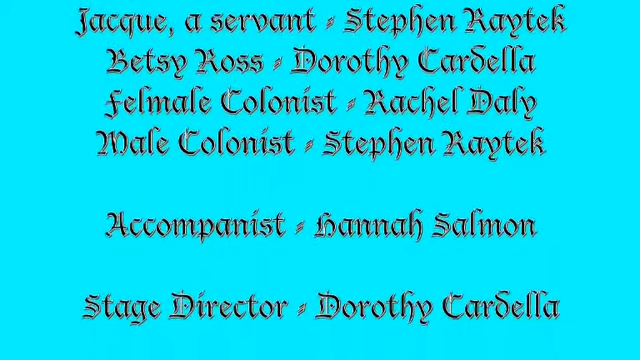 Jacque, a servant - Stephen Raytek
Betsy Ross - Dorothy Cardella
Felmale Colonist - Rachel Daly
Male Colonist - Stephen Raytek
Accompanist - Hannah Salmon
Stage Director - Dorothy Cardella